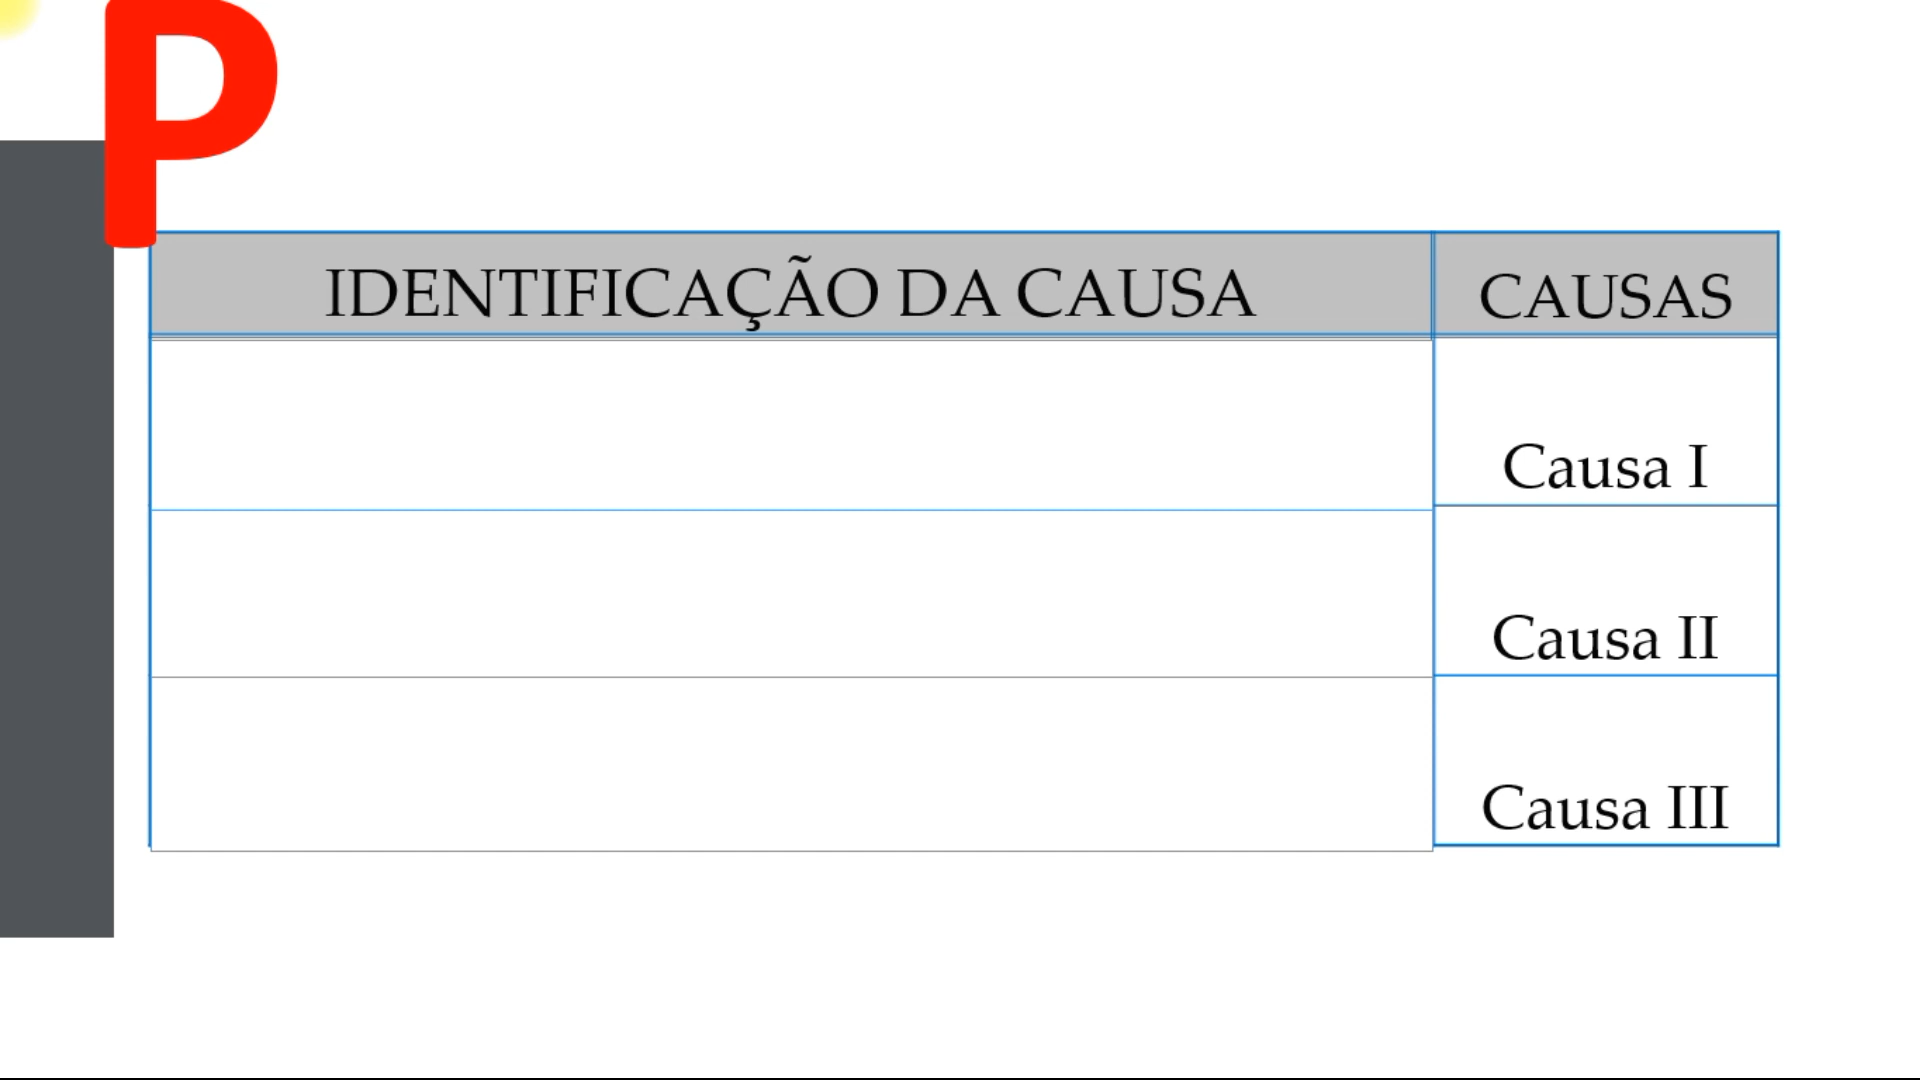 P
IDENTIFICAÇÃO DA CAUSA
CAUSAS
Causa I
Causa II
Causa III